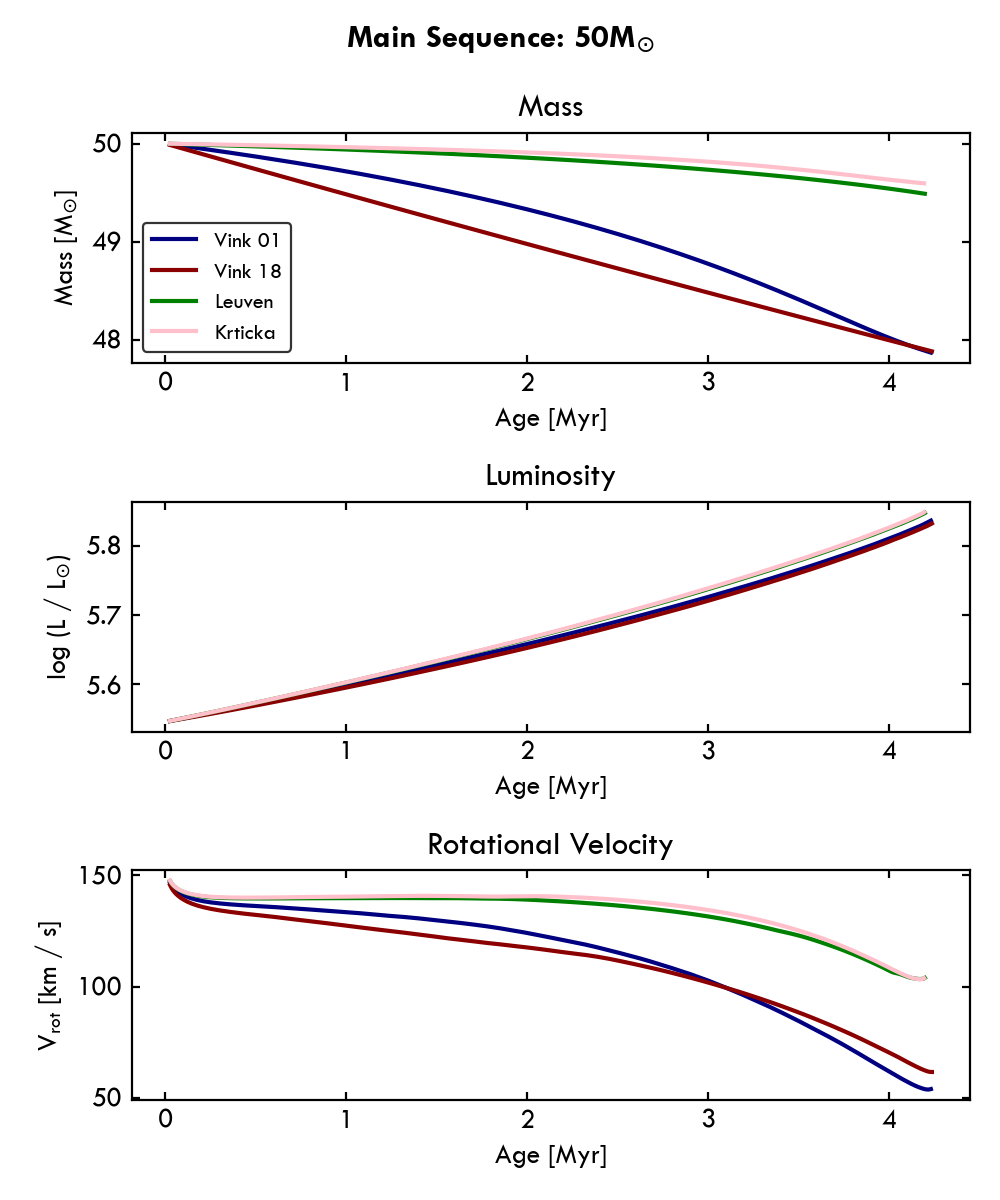 Main Sequence: 50M☉
Mass
50
49
48
Mass [M☉]
Vink 01
Vink 18
Leuven
Krticka
0 1 2 3 4
Age [Myr]
Luminosity
5.8
5.7
5.6
log (L / L☉)
0 1 2 3 4
Age [Myr]
Rotational Velocity
150
100
50
Vrot [km / s]
0 1 2 3 4
Age [Myr]